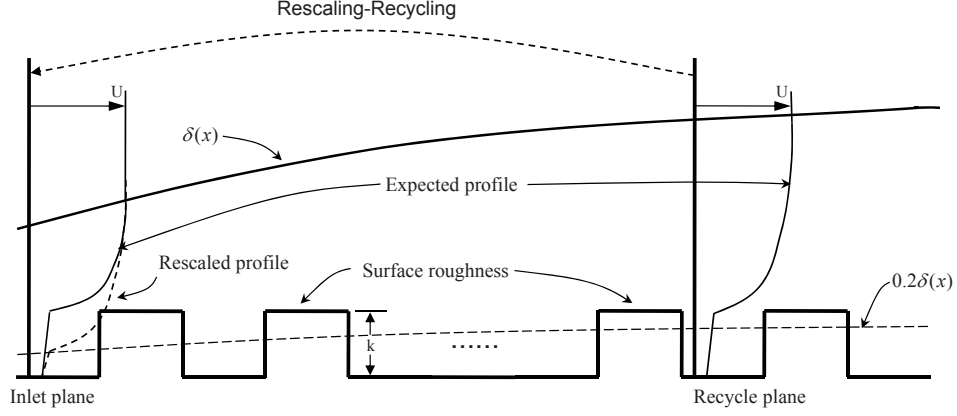 Rescaling-Recycling
U
U
δ(x)
Expected profile
Rescaled profile
Surface roughness
0.2δ(x)
k
......
Inlet plane
Recycle plane